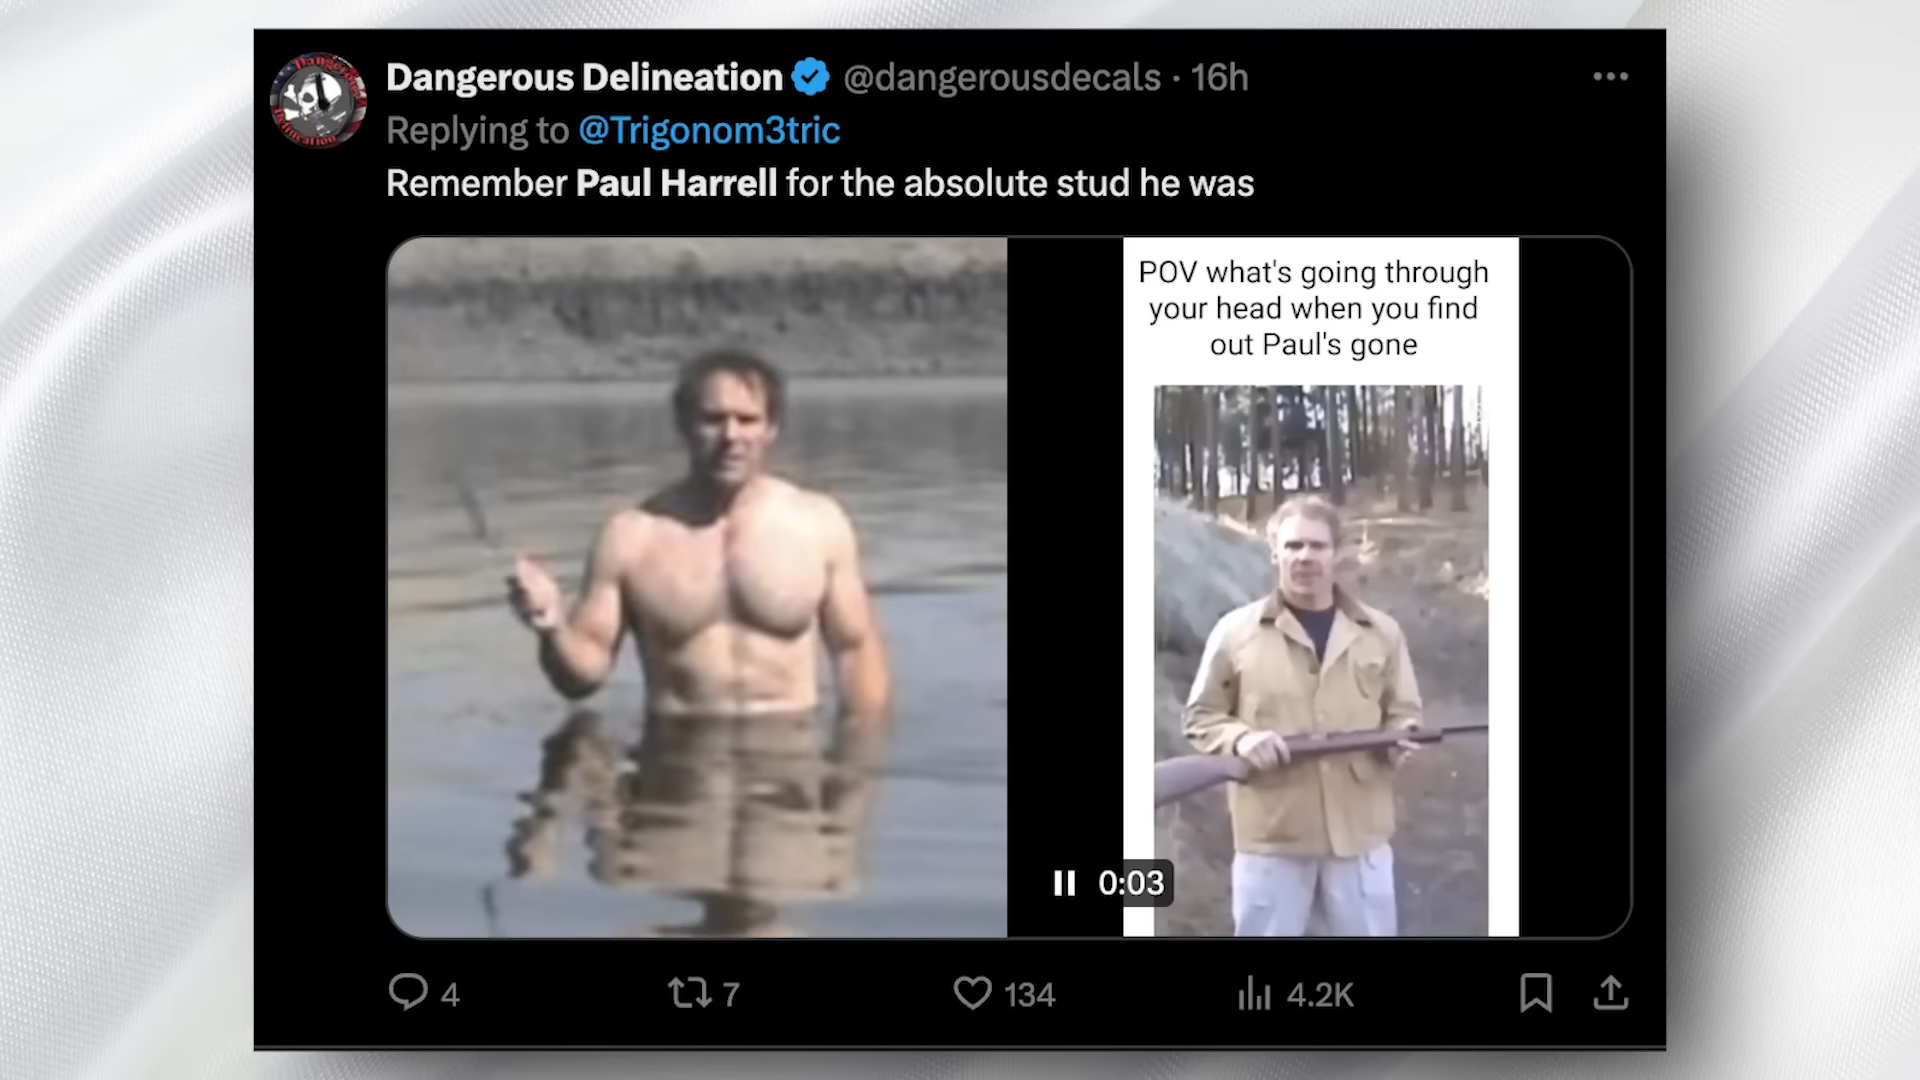 Dangerous Delineation @dangerousdecals · 16h
Replying to @Trigonom3tric
Remember Paul Harrell for the absolute stud he was
POV what's going through
your head when you find
out Paul's gone
0:03
4 7 134 4.2K